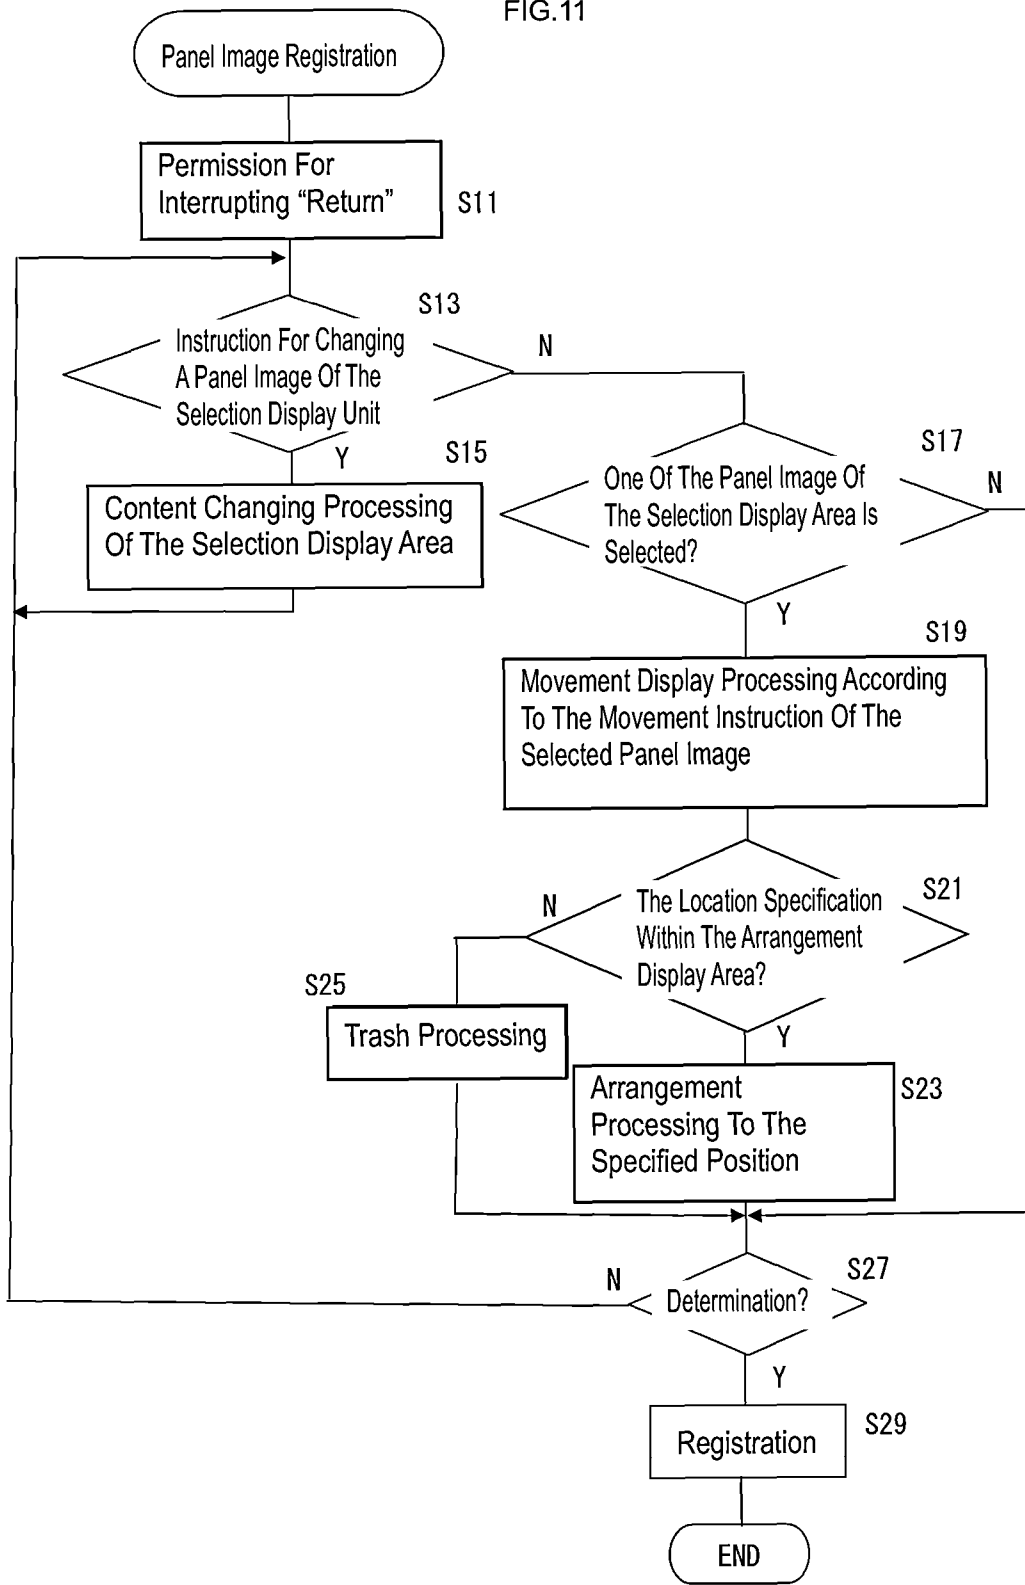 FIG.11
Panel Image Registration
Permission For
Interrupting “Return”
S11
S13
Instruction For Changing
A Panel Image Of The
Selection Display Unit
N
Y
S15
Content Changing Processing
Of The Selection Display Area
S17
One Of The Panel Image Of
The Selection Display Area Is
Selected?
N
Y
S19
Movement Display Processing According
To The Movement Instruction Of The
Selected Panel Image
S21
N
The Location Specification
Within The Arrangement
Display Area?
S25
Trash Processing
Y
S23
Arrangement
Processing To The
Specified Position
S27
N
Determination?
Y
S29
Registration
END